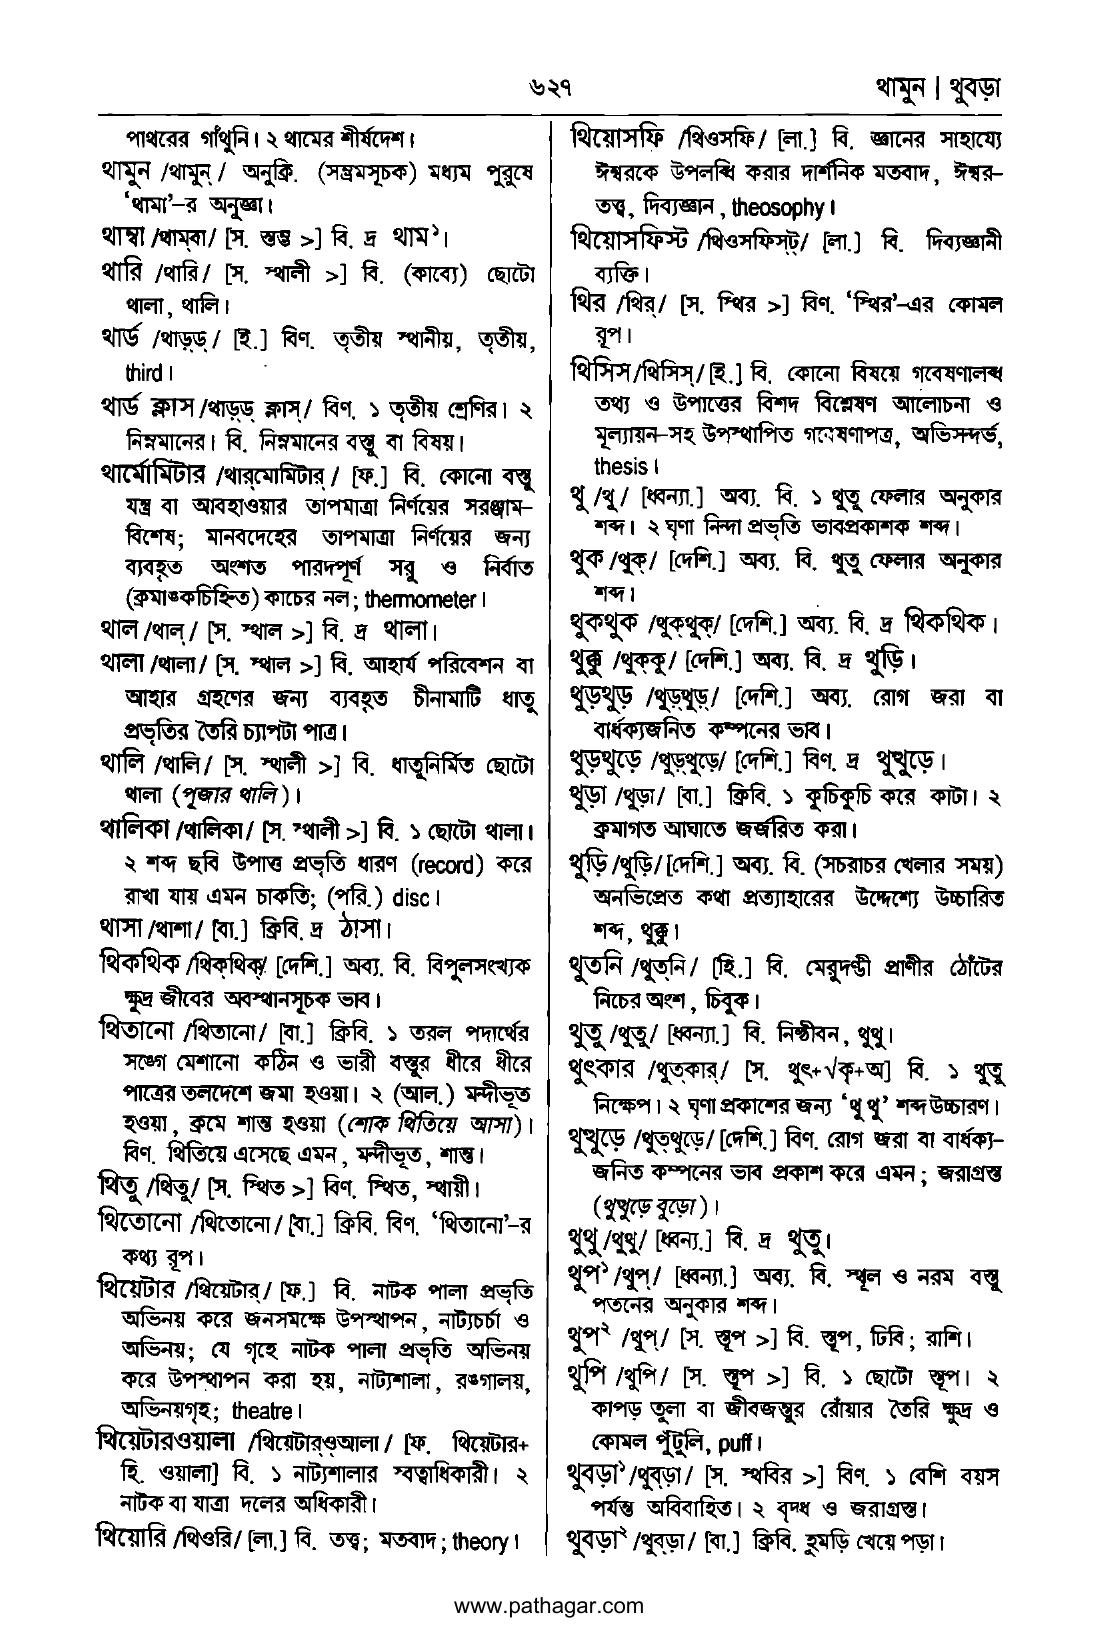 ৬২৭
থামুন | থুবড়া
পাথরের গাঁথুনি। ২ থামের শীর্ষদেশ।
থামুন /থামুন্/ অনুক্রি. (সম্ভ্রমসূচক) মধ্যম পুরুষে
‘থামা’–র অনুজ্ঞা।
থাম্বা /থাম্‌বা/ [স. স্তম্ভ >] বি. দ্র থাম১।
থারি /থারি/ [স. স্থালী >] বি. (কাব্যে) ছোটো
থালা, থালি।
থার্ড /থাড়্‌ড্/ [ই.] বিণ. তৃতীয় স্থানীয়, তৃতীয়,
third।
থার্ড ক্লাস /থাড়্‌ড্ ক্লাস্/ বিণ. ১ তৃতীয় শ্রেণির। ২
নিম্নমানের। বি. নিম্নমানের বস্তু বা বিষয়।
থার্মোমিটার /থার্‌মোমিটার্/ [ফ.] বি. কোনো বস্তু
যন্ত্র বা আবহাওয়ার তাপমাত্রা নির্ণয়ের সরঞ্জাম–
বিশেষ; মানবদেহের তাপমাত্রা নির্ণয়ের জন্য
ব্যবহৃত অংশত পারদপূর্ণ সরু ও নির্বাত
(ক্রমাঙ্কচিহ্নিত) কাচের নল; thermometer।
থাল /থাল্/ [স. স্থাল >] বি. দ্র থালা।
থালা /থালা/ [স. স্থাল >] বি. আহার্য পরিবেশন বা
আহার গ্রহণের জন্য ব্যবহৃত চীনামাটি ধাতু
প্রভৃতির তৈরি চ্যাপটা পাত্র।
থালি /থালি/ [স. স্থালী >] বি. ধাতুনির্মিত ছোটো
থালা (পূজার থালি)।
থালিকা /থালিকা/ [স. স্থালী >] বি. ১ ছোটো থালা।
২ শব্দ ছবি উপাত্ত প্রভৃতি ধারণ (record) করে
রাখা যায় এমন চাকতি; (পরি.) disc।
থাসা /থাশা/ [বা.] ক্রিবি. দ্র ঠাসা।
থিকথিক /থিক্‌থিক্/ [দেশি.] অব্য. বি. বিপুলসংখ্যক
ক্ষুদ্র জীবের অবস্থানসূচক ভাব।
থিতানো /থিতানো/ [বা.] ক্রিবি. ১ তরল পদার্থের
সঙ্গে মেশানো কঠিন ও ভারী বস্তুর ধীরে ধীরে
পাত্রের তলদেশে জমা হওয়া। ২ (আল.) মন্দীভূত
হওয়া, ক্রমে শান্ত হওয়া (শোক থিতিয়ে আসা)।
বিণ. থিতিয়ে এসেছে এমন, মন্দীভূত, শান্ত।
থিতু /থিতু/ [স. স্থিত >] বিণ. স্থিত, স্থায়ী।
থিতোনো /থিতোনো/ [বা.] ক্রিবি. বিণ. ‘থিতানো’–র
কথ্য রূপ।
থিয়েটার /থিয়েটার্/ [ফ.] বি. নাটক পালা প্রভৃতি
অভিনয় করে জনসমক্ষে উপস্থাপন, নাট্যচর্চা ও
অভিনয়; যে গৃহে নাটক পালা প্রভৃতি অভিনয়
করে উপস্থাপন করা হয়, নাট্যশালা, রঙ্গালয়,
অভিনয়গৃহ; theatre।
থিয়েটারওয়ালা /থিয়েটার্‌ওআলা/ [ফ. থিয়েটার+
হি. ওয়ালা] বি. ১ নাট্যশালার স্বত্বাধিকারী। ২
নাটক বা যাত্রা দলের অধিকারী।
থিয়োরি /থিওরি/ [লা.] বি. তত্ত্ব; মতবাদ; theory।
থিয়োসফি /থিওসফি/ [লা.] বি. জ্ঞানের সাহায্যে
ঈশ্বরকে উপলব্ধি করার দার্শনিক মতবাদ, ঈশ্বর–
তত্ত্ব, দিব্যজ্ঞান, theosophy।
থিয়োসফিস্ট /থিওসফিস্‌ট্/ [লা.] বি. দিব্যজ্ঞানী
ব্যক্তি।
থির /থির্/ [স. স্থির >] বিণ. ‘স্থির’–এর কোমল
রূপ।
থিসিস /থিসিস্/ [ই.] বি. কোনো বিষয়ে গবেষণালব্ধ
তথ্য ও উপাত্তের বিশদ বিশ্লেষণ আলোচনা ও
মূল্যায়ন–সহ উপস্থাপিত গবেষণাপত্র, অভিসন্দর্ভ,
thesis।
থু /থু/ [ধ্বন্যা.] অব্য. বি. ১ থুতু ফেলার অনুকার
শব্দ। ২ ঘৃণা নিন্দা প্রভৃতি ভাবপ্রকাশক শব্দ।
থুক /থুক্/ [দেশি.] অব্য. বি. থুতু ফেলার অনুকার
শব্দ।
থুকথুক /থুক্‌থুক্/ [দেশি.] অব্য. বি. দ্র থিকথিক।
থুক্কু /থুক্‌কু/ [দেশি.] অব্য. বি. দ্র থুড়ি।
থুড়থুড় /থুড়্‌থুড়্/ [দেশি.] অব্য. রোগ জরা বা
বার্ধক্যজনিত কম্পনের ভাব।
থুড়থুড়ে /থুড়্‌থুড়ে/ [দেশি.] বিণ. দ্র থুত্থুড়ে।
থুড়া /থুড়া/ [বা.] ক্রিবি. ১ কুচিকুচি করে কাটা। ২
ক্রমাগত আঘাতে জর্জরিত করা।
থুড়ি /থুড়ি/ [দেশি.] অব্য. বি. (সচরাচর খেলার সময়)
অনভিপ্রেত কথা প্রত্যাহারের উদ্দেশ্যে উচ্চারিত
শব্দ, থুক্কু।
থুতনি /থুত্‌নি/ [হি.] বি. মেরুদণ্ডী প্রাণীর ঠোঁটের
নিচের অংশ, চিবুক।
থুতু /থুতু/ [ধ্বন্যা.] বি. নিষ্ঠীবন, থুথু।
থুৎকার /থুত্‌কার্/ [স. থুৎ+√কৃ+অ] বি. ১ থুতু
নিক্ষেপ। ২ ঘৃণা প্রকাশের জন্য ‘থু থু’ শব্দ উচ্চারণ।
থুত্থুড়ে /থুত্‌থুড়ে/ [দেশি.] বিণ. রোগ জরা বা বার্ধক্য–
জনিত কম্পনের ভাব প্রকাশ করে এমন; জরাগ্রস্ত
(থুত্থুড়ে বুড়ো)।
থুথু /থুথু/ [ধ্বন্য.] বি. দ্র থুতু।
থুপ১ /থুপ্/ [ধ্বন্যা.] অব্য. বি. স্থূল ও নরম বস্তু
পতনের অনুকার শব্দ।
থুপ২ /থুপ্/ [স. স্তূপ >] বি. স্তূপ, ঢিবি; রাশি।
থুপি /থুপি/ [স. স্তূপ >] বি. ১ ছোটো স্তূপ। ২
কাপড় তুলা বা জীবজন্তুর রোঁয়ার তৈরি ক্ষুদ্র ও
কোমল পুঁটুলি, puff।
থুবড়া১ /থুব্‌ড়া/ [স. স্থবির >] বিণ. ১ বেশি বয়স
পর্যন্ত অবিবাহিত। ২ বৃদ্ধ ও জরাগ্রস্ত।
থুবড়া২ /থুব্‌ড়া/ [বা.] ক্রিবি. হুমড়ি খেয়ে পড়া।
www.pathagar.com